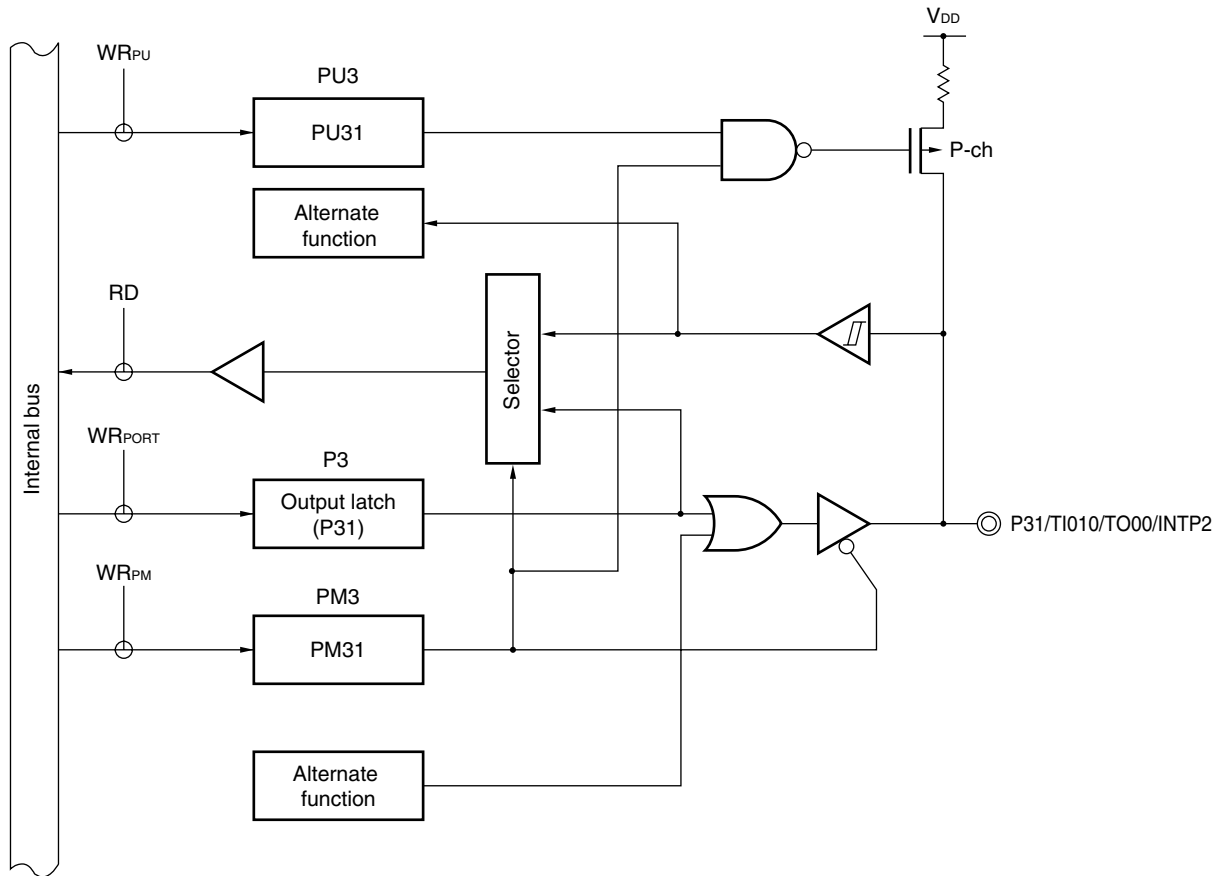 VDD
WRPU
PU3
PU31
P-ch
Alternate
function
RD
Selector
Internal bus
WRPORT
P3
Output latch
(P31)
P31/TI010/TO00/INTP2
WRPM
PM3
PM31
Alternate
function